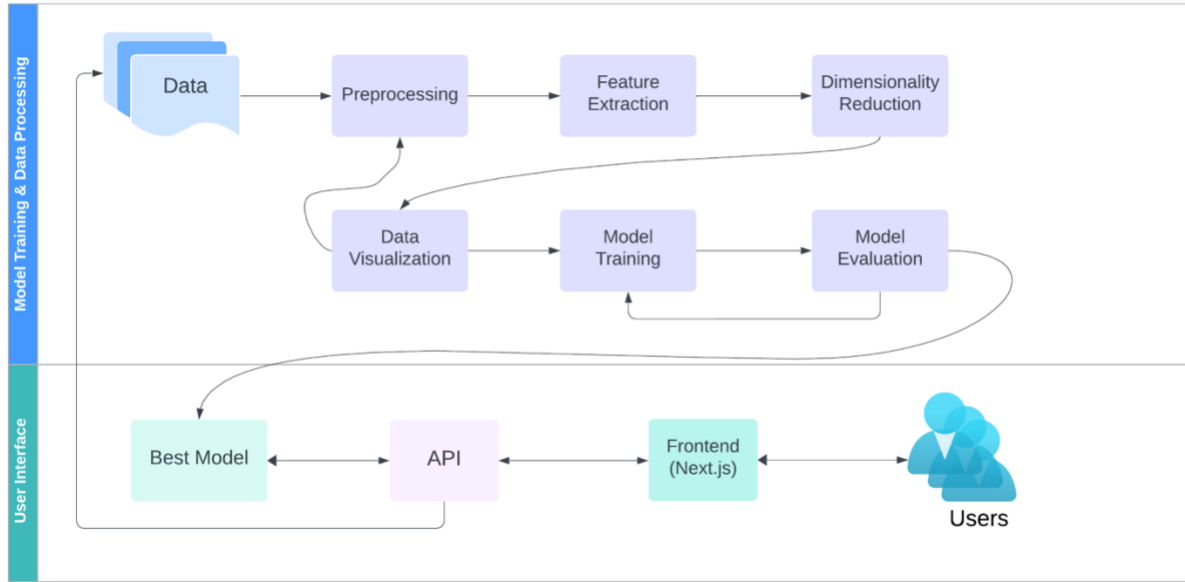 Model Training & Data Processing
Data
Preprocessing
Feature
Extraction
Dimensionality
Reduction
Data
Visualization
Model
Training
Model
Evaluation
User Interface
Best Model
API
Frontend
(Next.js)
Users